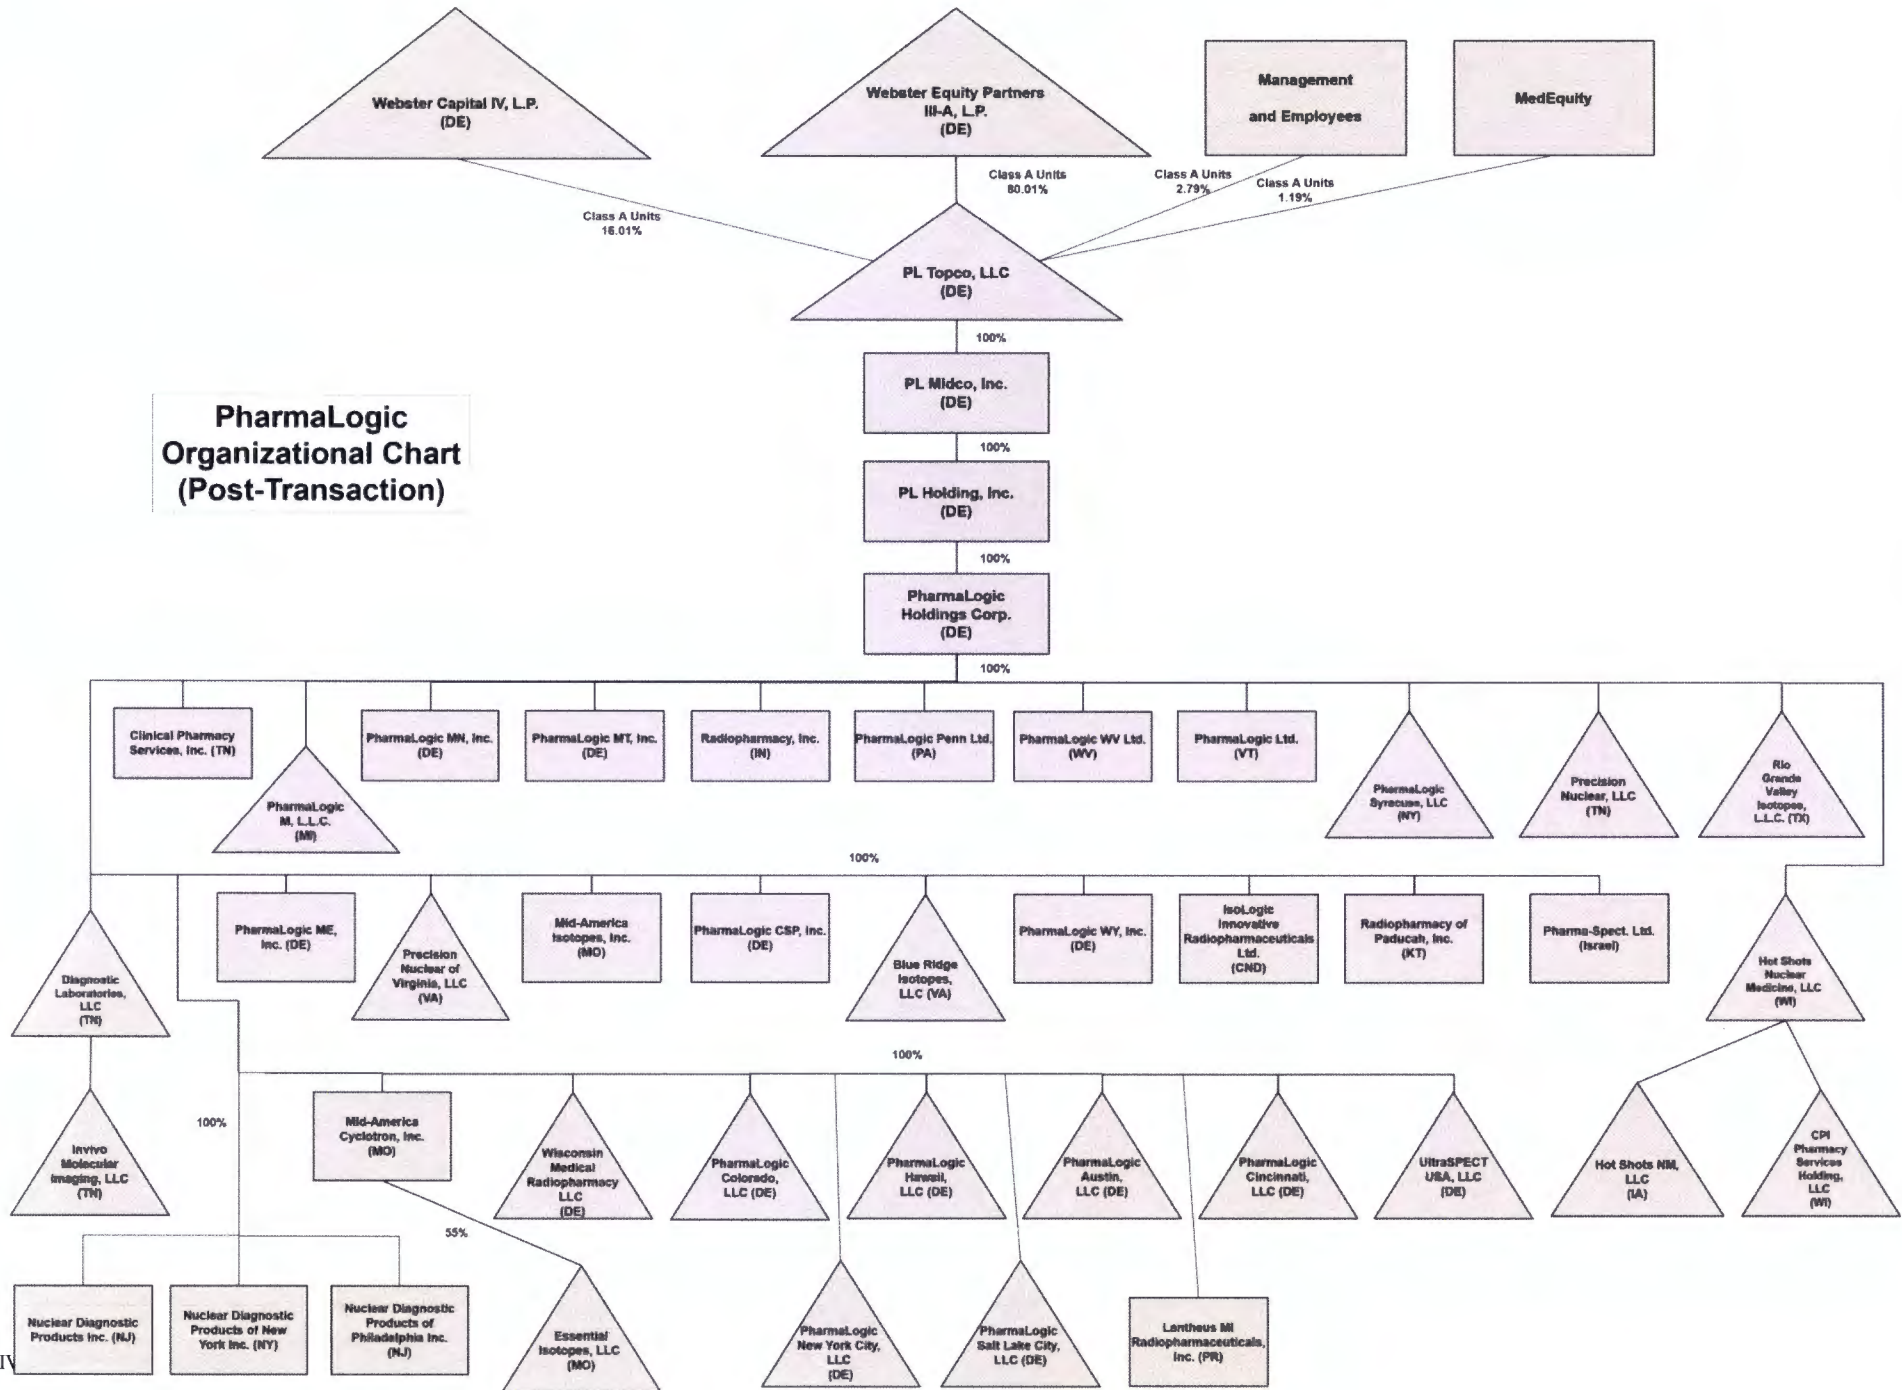 Webster Capital IV, L.P.
(DE)
Webster Equity Partners
III-A, L.P.
(DE)
Management
and Employees
MedEquity
Class A Units
16.01%
Class A Units
80.01%
Class A Units
2.79%
Class A Units
1.19%
PL Topco, LLC
(DE)
100%
PL Midco, Inc.
(DE)
100%
PL Holding, Inc.
(DE)
100%
PharmaLogic
Holdings Corp.
(DE)
100%
PharmaLogic
Organizational Chart
(Post-Transaction)
Clinical Pharmacy
Services, Inc. (TN)
PharmaLogic
M, L.L.C.
(MI)
PharmaLogic MN, Inc.
(DE)
PharmaLogic MT, Inc.
(DE)
Radiopharmacy, Inc.
(IN)
PharmaLogic Penn Ltd.
(PA)
PharmaLogic WV Ltd.
(WV)
PharmaLogic Ltd.
(VT)
PharmaLogic
Syracuse, LLC
(NY)
Precision
Nuclear, LLC
(TN)
Rio
Grande
Valley
Isotopes,
L.L.C. (TX)
100%
Diagnostic
Laboratories,
LLC
(TN)
PharmaLogic ME,
Inc. (DE)
Precision
Nuclear of
Virginia, LLC
(VA)
Mid-America
Isotopes, Inc.
(MO)
PharmaLogic CSP, Inc.
(DE)
Blue Ridge
Isotopes,
LLC (VA)
PharmaLogic WY, Inc.
(DE)
IsoLogic
Innovative
Radiopharmaceuticals
Ltd.
(CND)
Radiopharmacy of
Paducah, Inc.
(KT)
Pharma-Spect. Ltd.
(Israel)
Hot Shots
Nuclear
Medicine, LLC
(WI)
100%
Invivo
Molecular
Imaging, LLC
(TN)
100%
Mid-America
Cyclotron, Inc.
(MO)
Wisconsin
Medical
Radiopharmacy
LLC
(DE)
PharmaLogic
Colorado,
LLC (DE)
PharmaLogic
Hawaii,
LLC (DE)
PharmaLogic
Austin,
LLC (DE)
PharmaLogic
Cincinnati,
LLC (DE)
UltraSPECT
USA, LLC
(DE)
Hot Shots NM,
LLC
(IA)
CPI
Pharmacy
Services
Holding,
LLC
(WI)
55%
Nuclear Diagnostic
Products Inc. (NJ)
Nuclear Diagnostic
Products of New
York Inc. (NY)
Nuclear Diagnostic
Products of
Philadelphia Inc.
(NJ)
Essential
Isotopes, LLC
(MO)
PharmaLogic
New York City,
LLC
(DE)
PharmaLogic
Salt Lake City,
LLC (DE)
Lantheus MI
Radiopharmaceuticals,
Inc. (PR)